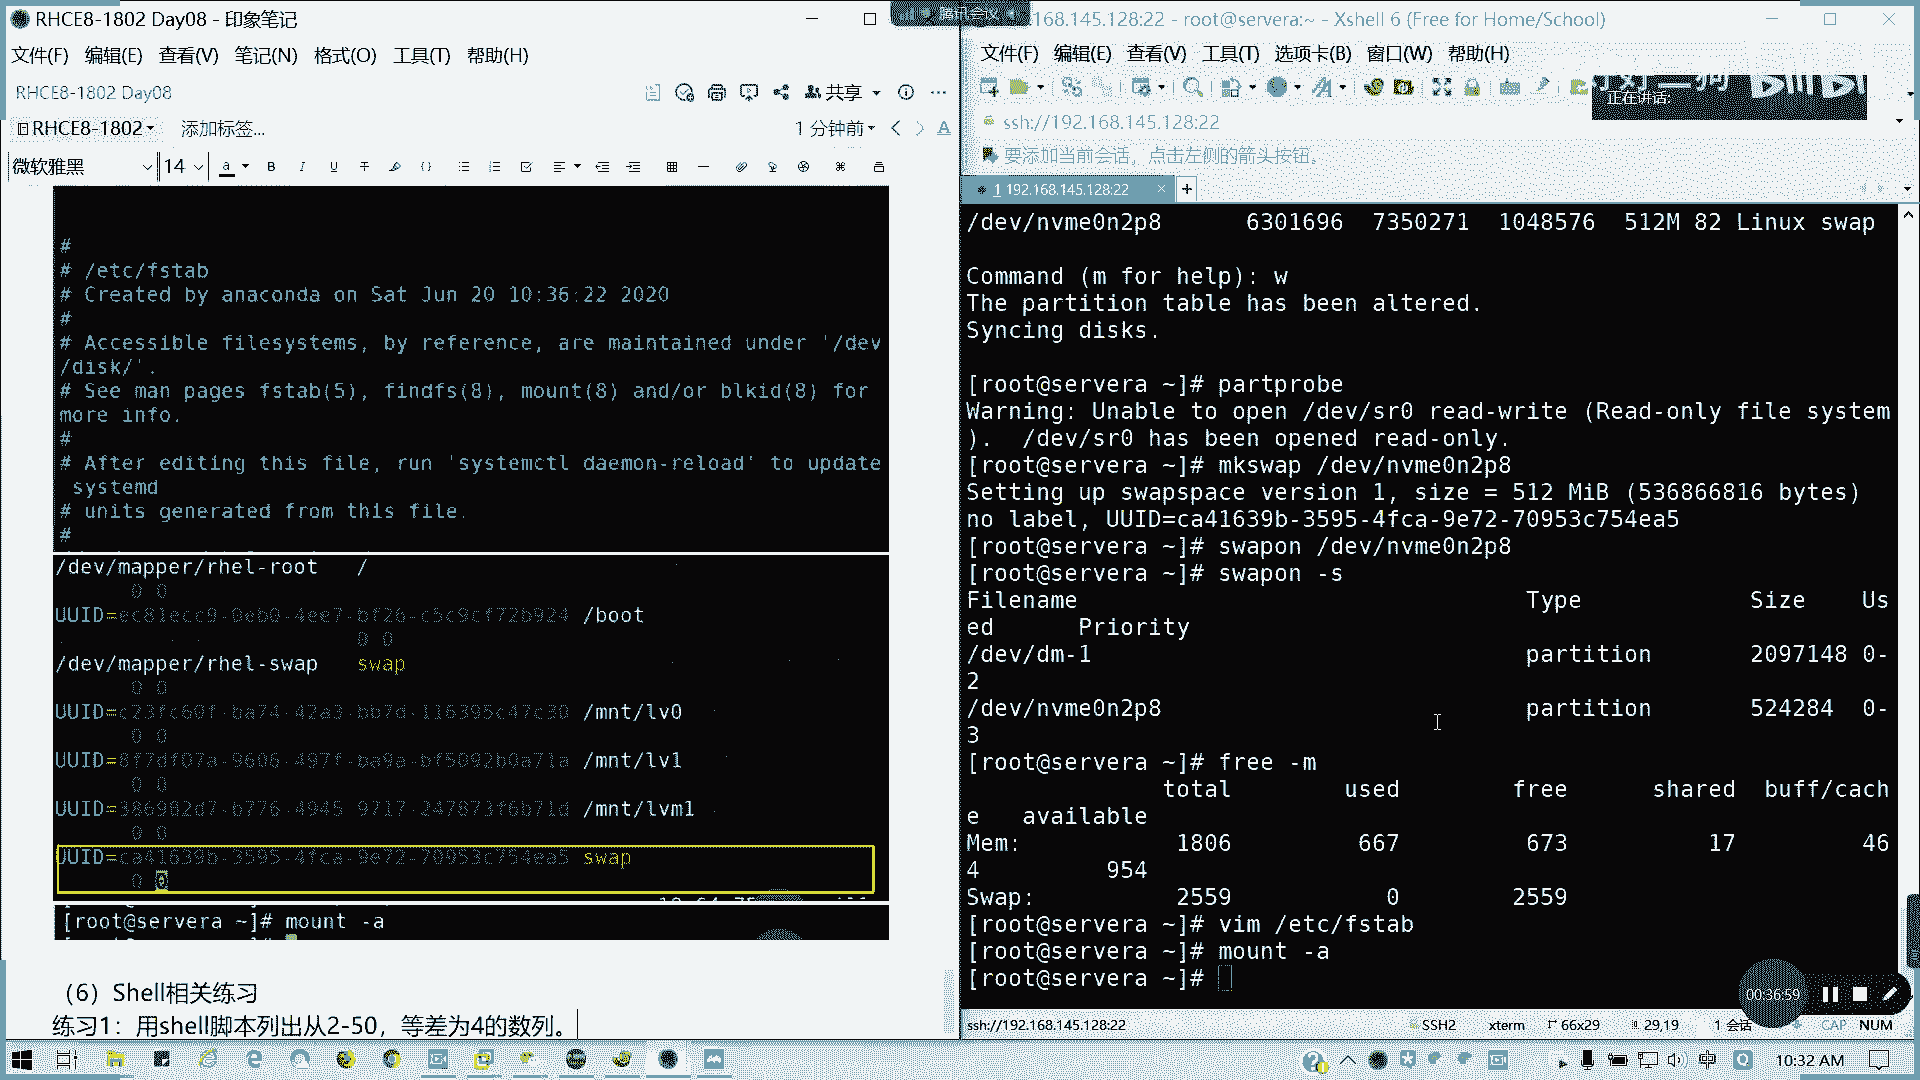 RHCE8-1802 Day08 - 印象笔记
文件(F) 编辑(E) 查看(V) 笔记(N) 格式(O) 工具(T) 帮助(H)
RHCE8-1802 Day08
共享
RHCE8-1802 添加标签...
1 分钟前
微软雅黑 14
#
# /etc/fstab
# Created by anaconda on Sat Jun 20 10:36:22 2020
#
# Accessible filesystems, by reference, are maintained under '/dev
/disk/'.
# See man pages fstab(5), findfs(8), mount(8) and/or blkid(8) for
more info.
#
# After editing this file, run 'systemctl daemon-reload' to update
systemd
# units generated from this file.
#
/dev/mapper/rhel-root /
0 0
UUID=ec81ecc9-0eb0-4ee7-bf26-c5c9cf72b924 /boot
0 0
/dev/mapper/rhel-swap swap
0 0
UUID=c23fc60f-ba74-42a3-bb7d-116395c47c30 /mnt/lv0
0 0
UUID=8f7df07a-9606-497f-ba9a-bf5092b0a71a /mnt/lv1
0 0
UUID=386982d7-b776-4945-9717-247873f6b71d /mnt/lvm1
0 0
UUID=ca41639b-3595-4fca-9e72-70953c754ea5 swap
0 0
[root@servera ~]# mount -a
（6）Shell相关练习
练习1：用shell脚本列出从2-50，等差为4的数列。
腾讯会议
168.145.128:22 - root@servera:~ - Xshell 6 (Free for Home/School)
文件(F) 编辑(E) 查看(V) 工具(T) 选项卡(B) 窗口(W) 帮助(H)
正在讲话:
ssh://192.168.145.128:22
要添加当前会话，点击左侧的箭头按钮。
1 192.168.145.128:22
/dev/nvme0n2p8 6301696 7350271 1048576 512M 82 Linux swap
Command (m for help): w
The partition table has been altered.
Syncing disks.
[root@servera ~]# partprobe
Warning: Unable to open /dev/sr0 read-write (Read-only file system
). /dev/sr0 has been opened read-only.
[root@servera ~]# mkswap /dev/nvme0n2p8
Setting up swapspace version 1, size = 512 MiB (536866816 bytes)
no label, UUID=ca41639b-3595-4fca-9e72-70953c754ea5
[root@servera ~]# swapon /dev/nvme0n2p8
[root@servera ~]# swapon -s
Filename Type Size Us
ed Priority
/dev/dm-1 partition 2097148 0-
2
/dev/nvme0n2p8 partition 524284 0-
3
[root@servera ~]# free -m
total used free shared buff/cach
e available
Mem: 1806 667 673 17 46
4 954
Swap: 2559 0 2559
[root@servera ~]# vim /etc/fstab
[root@servera ~]# mount -a
[root@servera ~]#
00:36:59
ssh://192.168.145.128:22 SSH2 xterm 66x29 29,19 1 会话 CAP NUM
中 10:32 AM